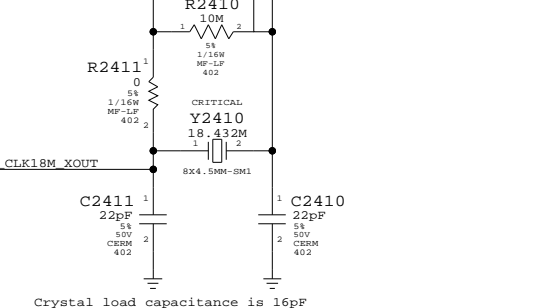 R2410
10M
1 2
5%
1/16W
MF-LF
402
R2411 1
0
5%
1/16W
MF-LF
402
2
CRITICAL
Y2410
18.432M
1 2
8X4.5MM-SM1
_CLK18M_XOUT
C2411 1
22pF
5%
50V
CERM
402
2
1 C2410
22pF
5%
50V
CERM
402
2
Crystal load capacitance is 16pF